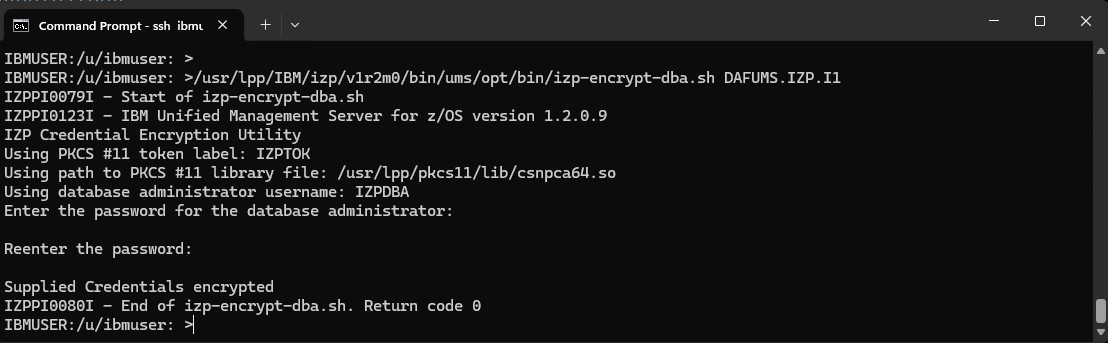 Command Prompt - ssh ibmu
IBMUSER:/u/ibmuser: >
IBMUSER:/u/ibmuser: >/usr/lpp/IBM/izp/v1r2m0/bin/ums/opt/bin/izp-encrypt-dba.sh DAFUMS.IZP.I1
IZPPI0079I - Start of izp-encrypt-dba.sh
IZPPI0123I - IBM Unified Management Server for z/OS version 1.2.0.9
IZP Credential Encryption Utility
Using PKCS #11 token label: IZPTOK
Using path to PKCS #11 library file: /usr/lpp/pkcs11/lib/csnpca64.so
Using database administrator username: IZPDBA
Enter the password for the database administrator:
Reenter the password:
Supplied Credentials encrypted
IZPPI0080I - End of izp-encrypt-dba.sh. Return code 0
IBMUSER:/u/ibmuser: >